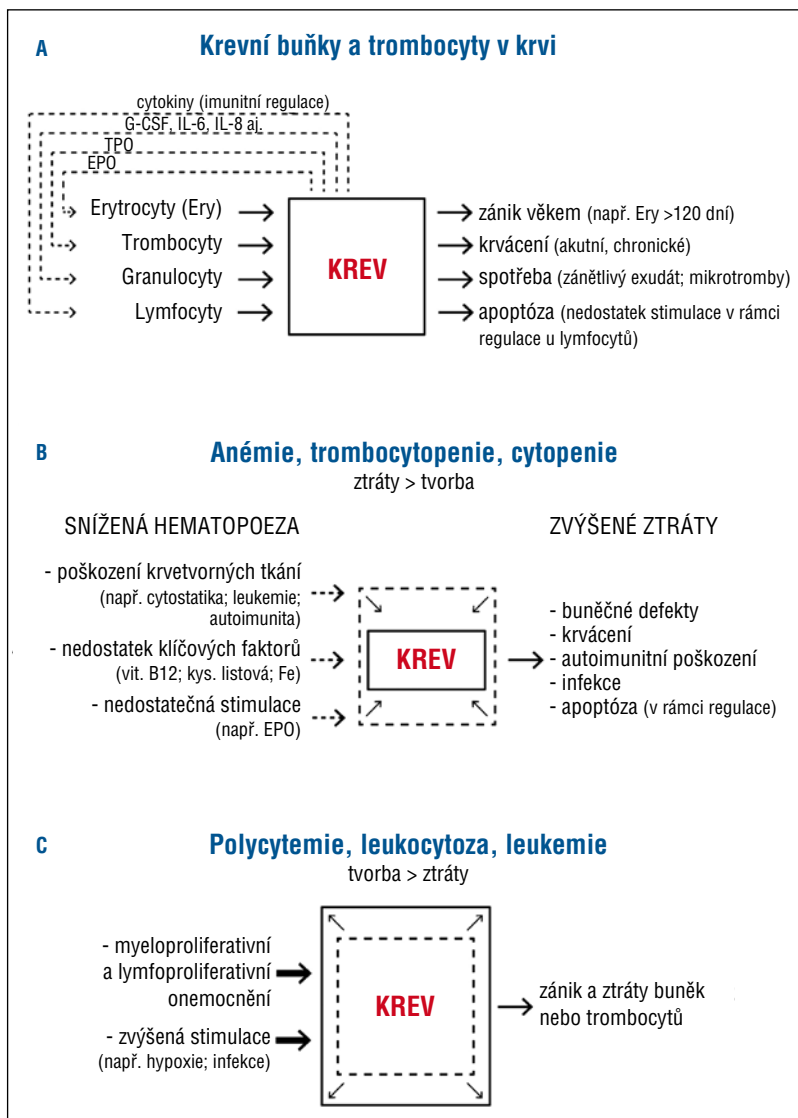 A
Krevní buňky a trombocyty v krvi
cytokiny (imunitní regulace)
G-CSF, IL-6, IL-8 aj.
TPO
EPO
Erytrocyty (Ery)
Trombocyty
Granulocyty
Lymfocyty
KREV
zánik věkem (např. Ery >120 dní)
krvácení (akutní, chronické)
spotřeba (zánětlivý exudát; mikrotromby)
apoptóza (nedostatek stimulace v rámci
regulace u lymfocytů)
B
Anémie, trombocytopenie, cytopenie
ztráty > tvorba
SNÍŽENÁ HEMATOPOEZA
- poškození krvetvorných tkání
(např. cytostatika; leukemie;
autoimunita)
- nedostatek klíčových faktorů
(vit. B12; kys. listová; Fe)
- nedostatečná stimulace
(např. EPO)
KREV
ZVÝŠENÉ ZTRÁTY
- buněčné defekty
- krvácení
- autoimunitní poškození
- infekce
- apoptóza (v rámci regulace)
C
Polycytemie, leukocytoza, leukemie
tvorba > ztráty
- myeloproliferativní
a lymfoproliferativní
onemocnění
- zvýšená stimulace
(např. hypoxie; infekce)
KREV
zánik a ztráty buněk
nebo trombocytů